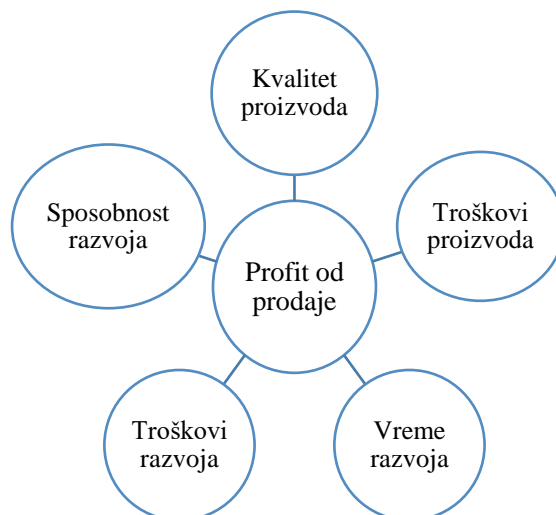 Kvalitet
proizvoda
Sposobnost
razvoja
Troškovi
proizvoda
Profit od
prodaje
Troškovi
razvoja
Vreme
razvoja